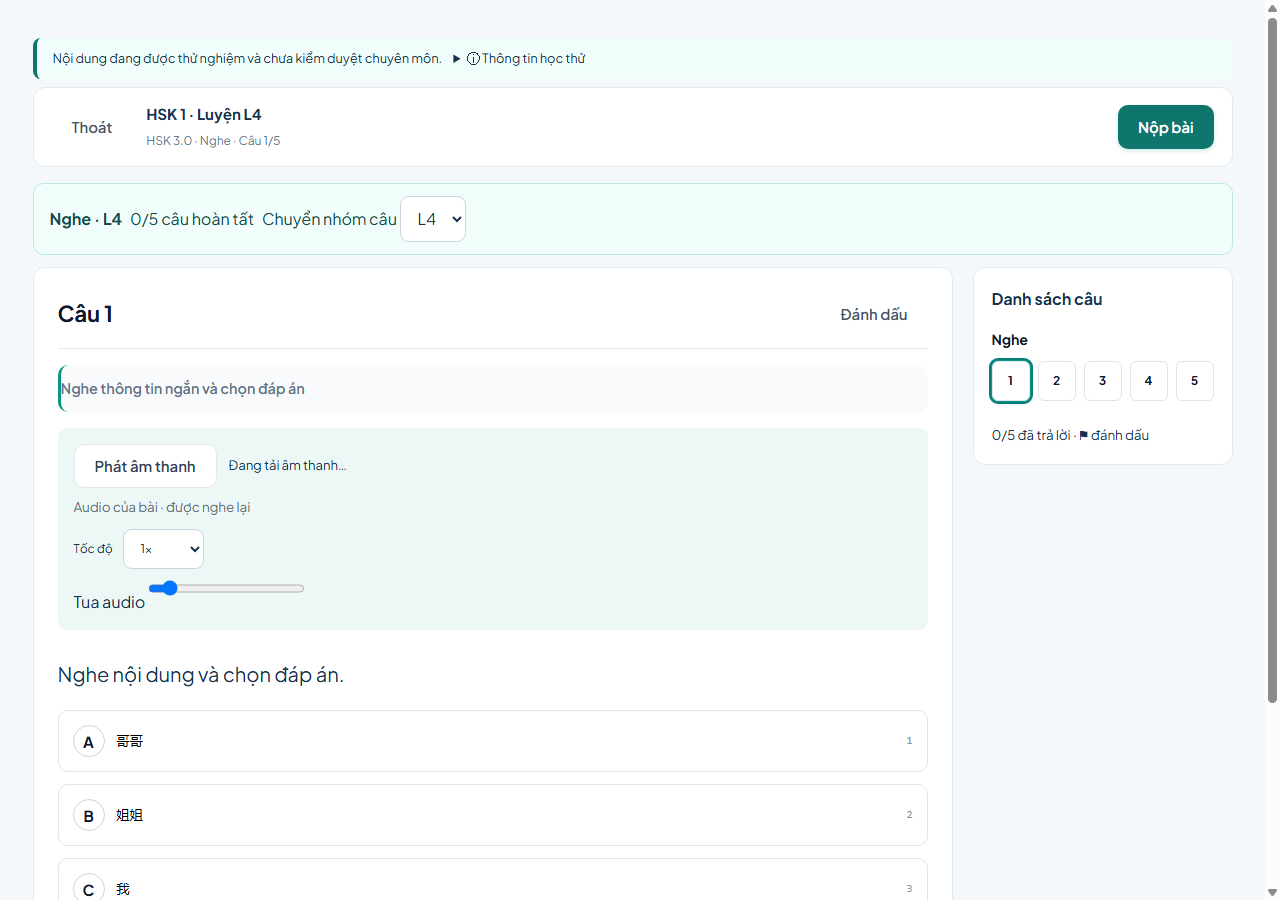 Nội dung đang được thử nghiệm và chưa kiểm duyệt chuyên môn. ▶ ⓘ Thông tin học thử
Thoát
HSK 1 · Luyện L4
HSK 3.0 · Nghe · Câu 1/5
Nộp bài
Nghe · L4 0/5 câu hoàn tất Chuyển nhóm câu L4
Câu 1
Đánh dấu
Nghe thông tin ngắn và chọn đáp án
Phát âm thanh
Đang tải âm thanh...
Audio của bài · được nghe lại
Tốc độ 1×
Tua audio
Nghe nội dung và chọn đáp án.
A 哥哥 1
B 姐姐 2
C 我 3
Danh sách câu
Nghe
1 2 3 4 5
0/5 đã trả lời · ⚑ đánh dấu